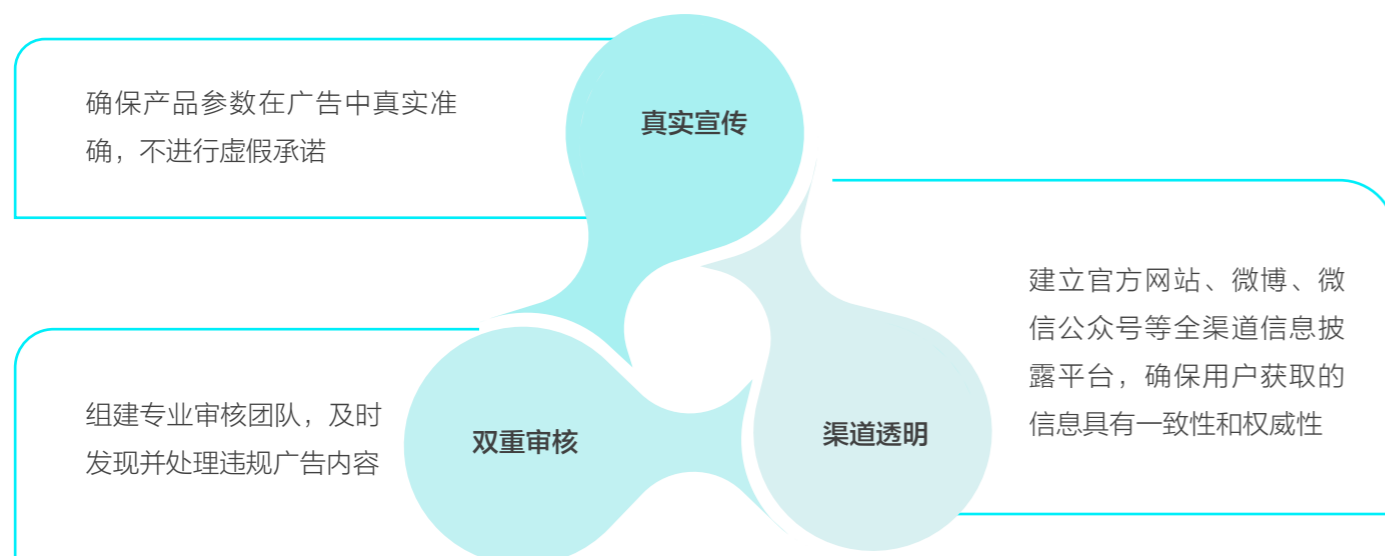 真实宣传
确保产品参数在广告中真实准
确，不进行虚假承诺
双重审核
组建专业审核团队，及时
发现并处理违规广告内容
渠道透明
建立官方网站、微博、微
信公众号等全渠道信息披
露平台，确保用户获取的
信息具有一致性和权威性